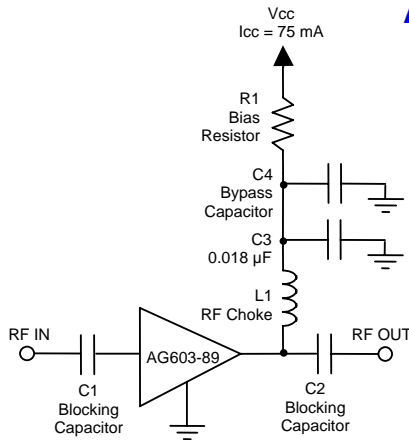 Vcc
Icc = 75 mA
R1
Bias
Resistor
C4
Bypass
Capacitor
C3
0.018 µF
L1
RF Choke
RF IN
AG603-89
RF OUT
C1
Blocking
Capacitor
C2
Blocking
Capacitor